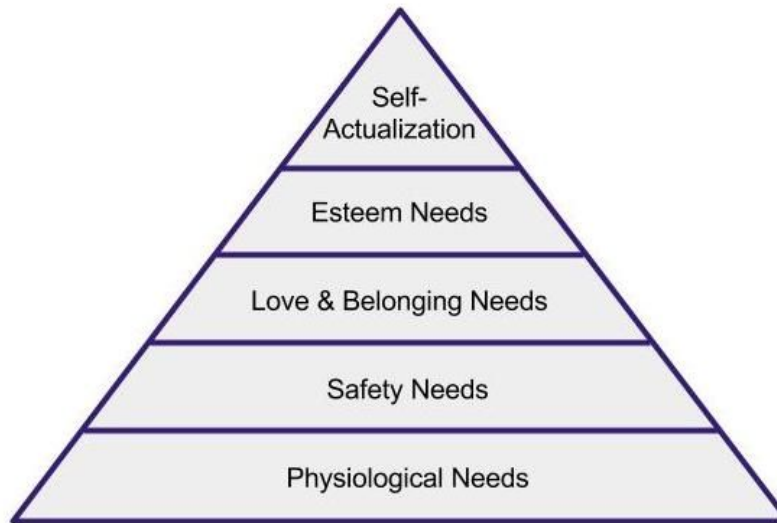 Self-
Actualization
Esteem Needs
Love & Belonging Needs
Safety Needs
Physiological Needs